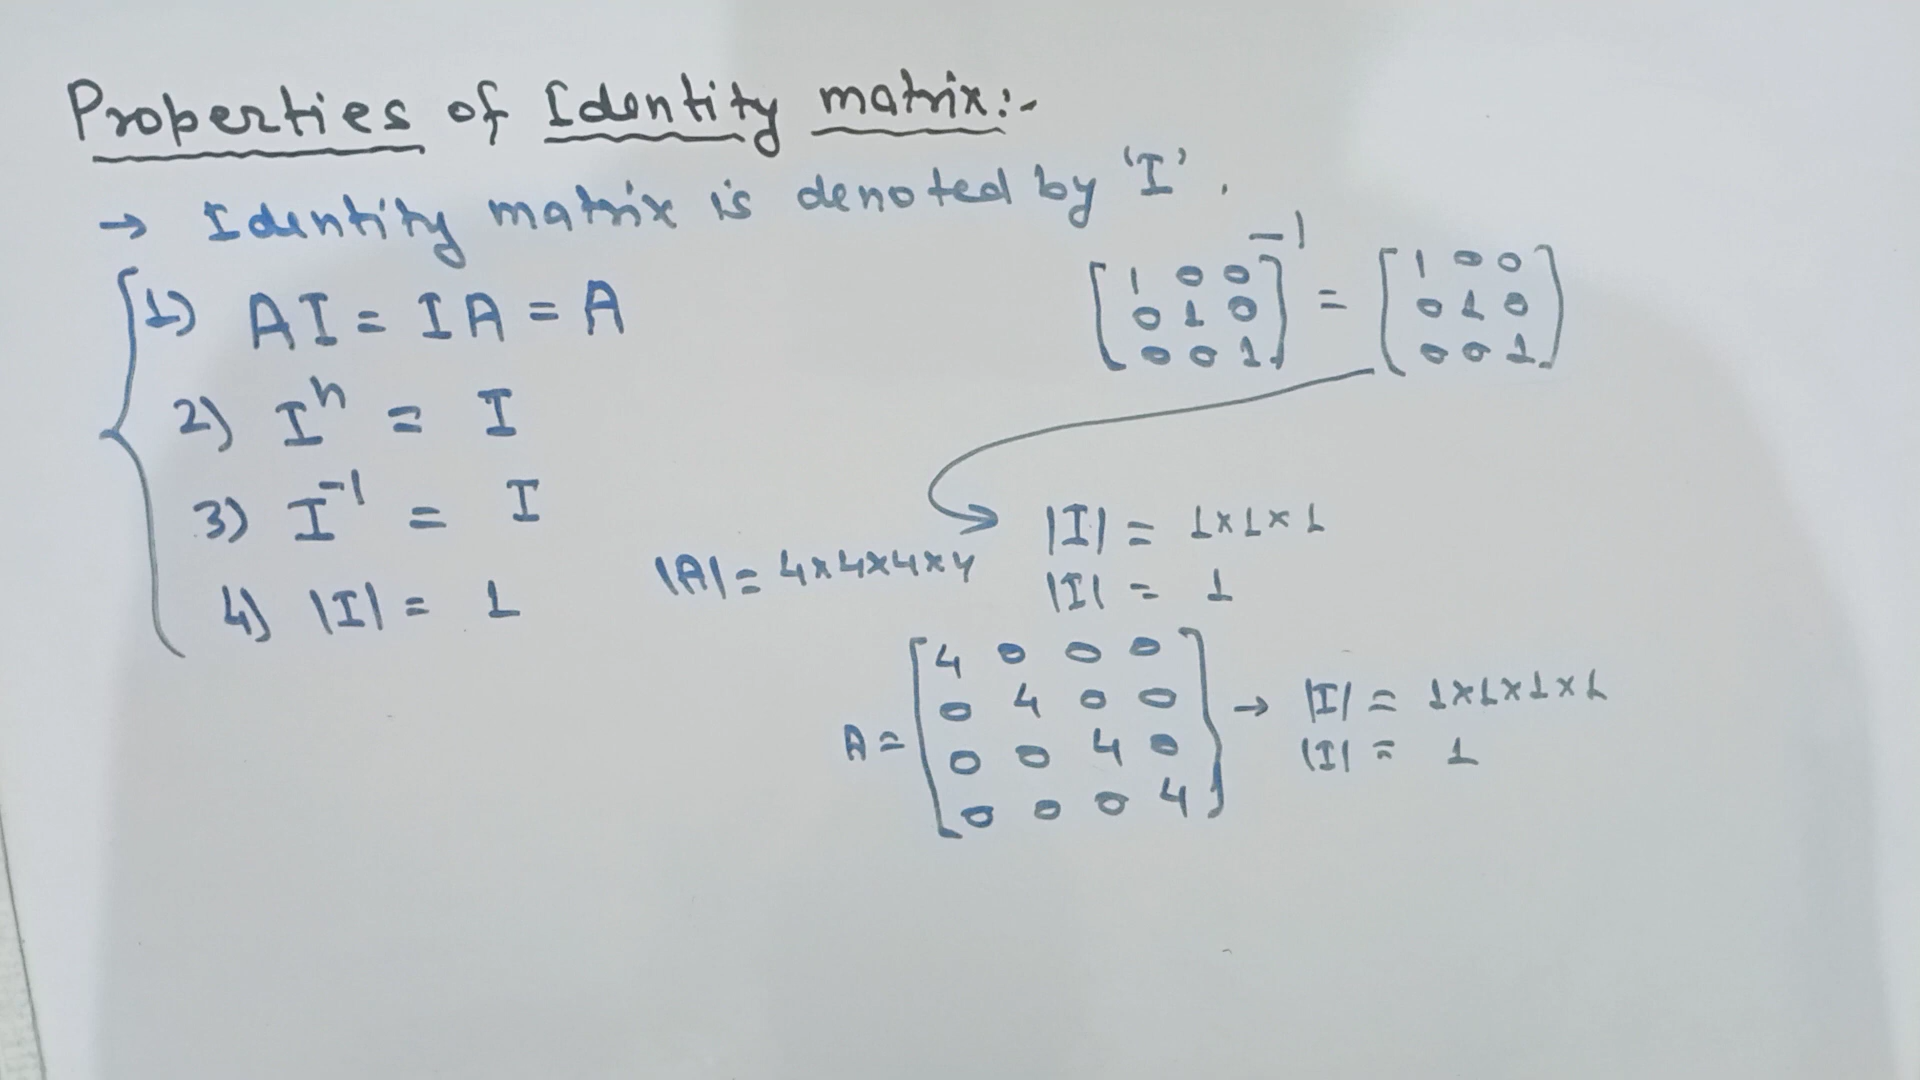 Properties of Identity matrix:-
→ Identity matrix is denoted by 'I'.
1) AI = IA = A
2) Iⁿ = I
3) I⁻¹ = I
4) |I| = 1
[1 0 0
0 1 0
0 0 1]⁻¹ = [1 0 0
0 1 0
0 0 1]
|I| = 1×1×1
|I| = 1
|A| = 4×4×4×4
A = [4 0 0 0
0 4 0 0
0 0 4 0
0 0 0 4] → |I| = 1×1×1×1
|I| = 1